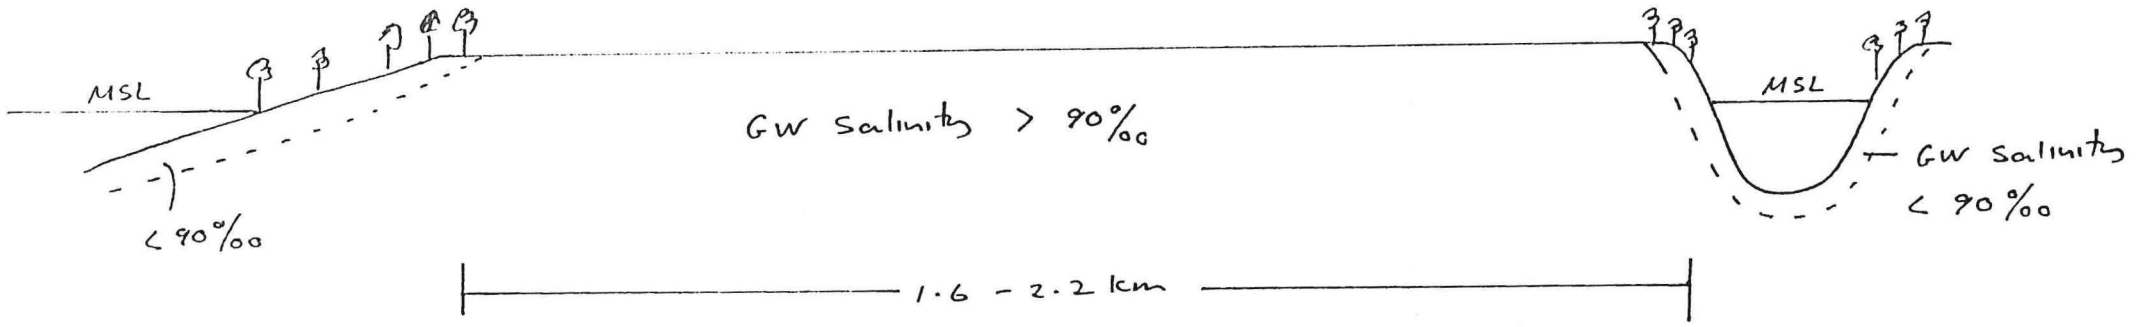 MSL
MSL
GW Salinity > 90‰
GW Salinity
< 90‰
< 90‰
1.6 - 2.2 km